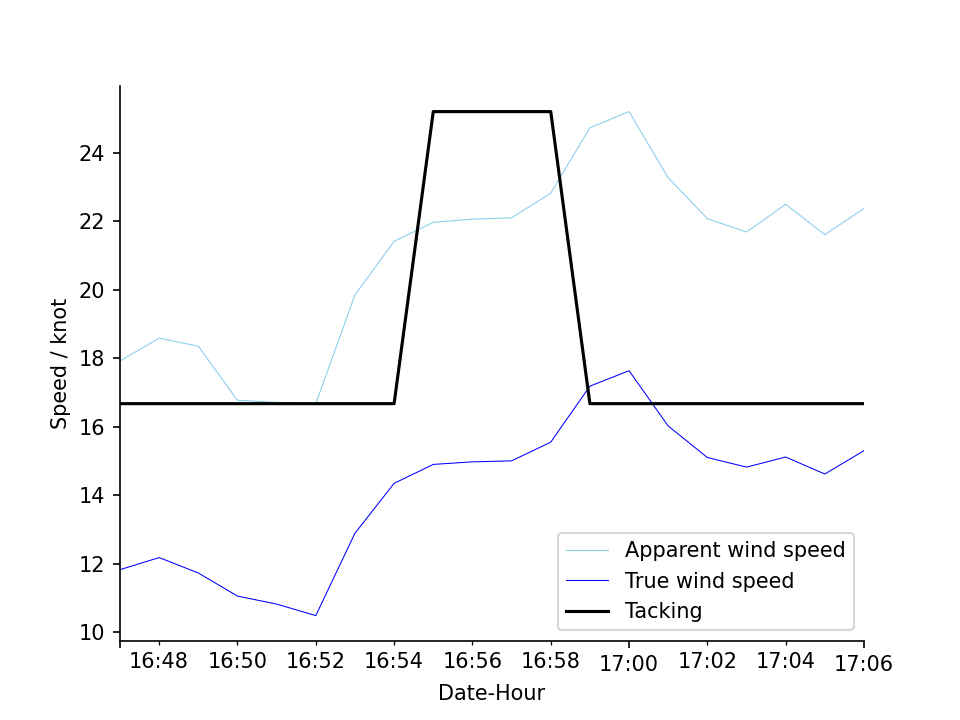 24
22
20
18
16
14
12
10
Speed / knot
Apparent wind speed
True wind speed
Tacking
16:48 16:50 16:52 16:54 16:56 16:58 17:00 17:02 17:04 17:06
Date-Hour